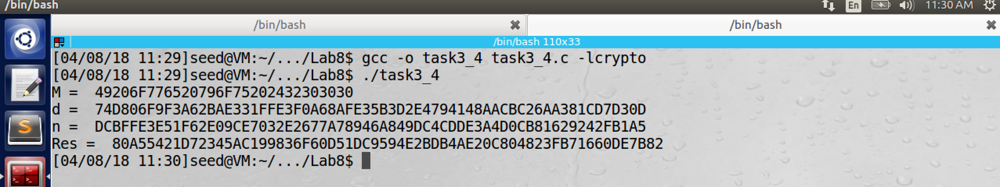 /bin/bash En 11:30 AM
/bin/bash /bin/bash
/bin/bash 110x33
[04/08/18 11:29]seed@VM:~/.../Lab8$ gcc -o task3_4 task3_4.c -lcrypto
[04/08/18 11:29]seed@VM:~/.../Lab8$ ./task3_4
M =  49206F776520796F75202432303030
d =  74D806F9F3A62BAE331FFE3F0A68AFE35B3D2E4794148AACBC26AA381CD7D30D
n =  DCBFFE3E51F62E09CE7032E2677A78946A849DC4CDDE3A4D0CB81629242FB1A5
Res =  80A55421D72345AC199836F60D51DC9594E2BDB4AE20C804823FB71660DE7B82
[04/08/18 11:30]seed@VM:~/.../Lab8$